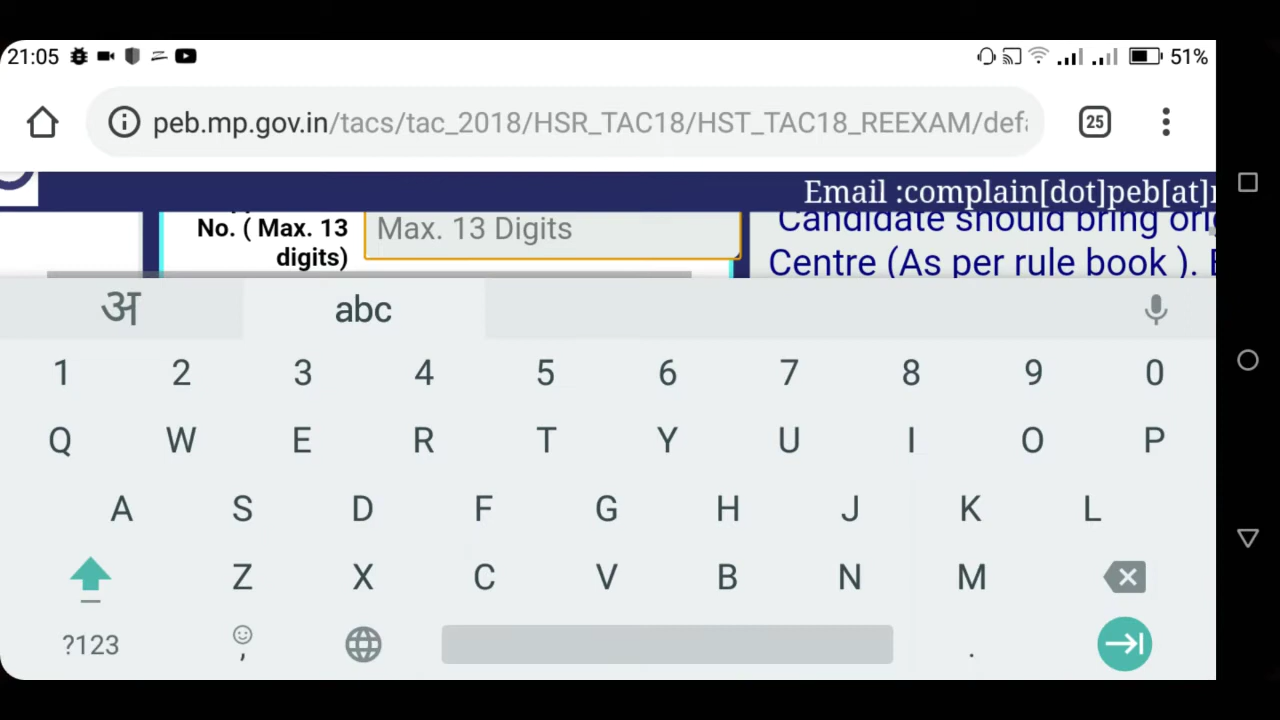 21:05 51%
peb.mp.gov.in/tacs/tac_2018/HSR_TAC18/HST_TAC18_REEXAM/defa
25
Email :complain[dot]peb[at]
No. ( Max. 13
digits)
Max. 13 Digits
Candidate should bring ori
Centre (As per rule book ).
अ abc
1 2 3 4 5 6 7 8 9 0
Q W E R T Y U I O P
A S D F G H J K L
Z X C V B N M
?123 , .